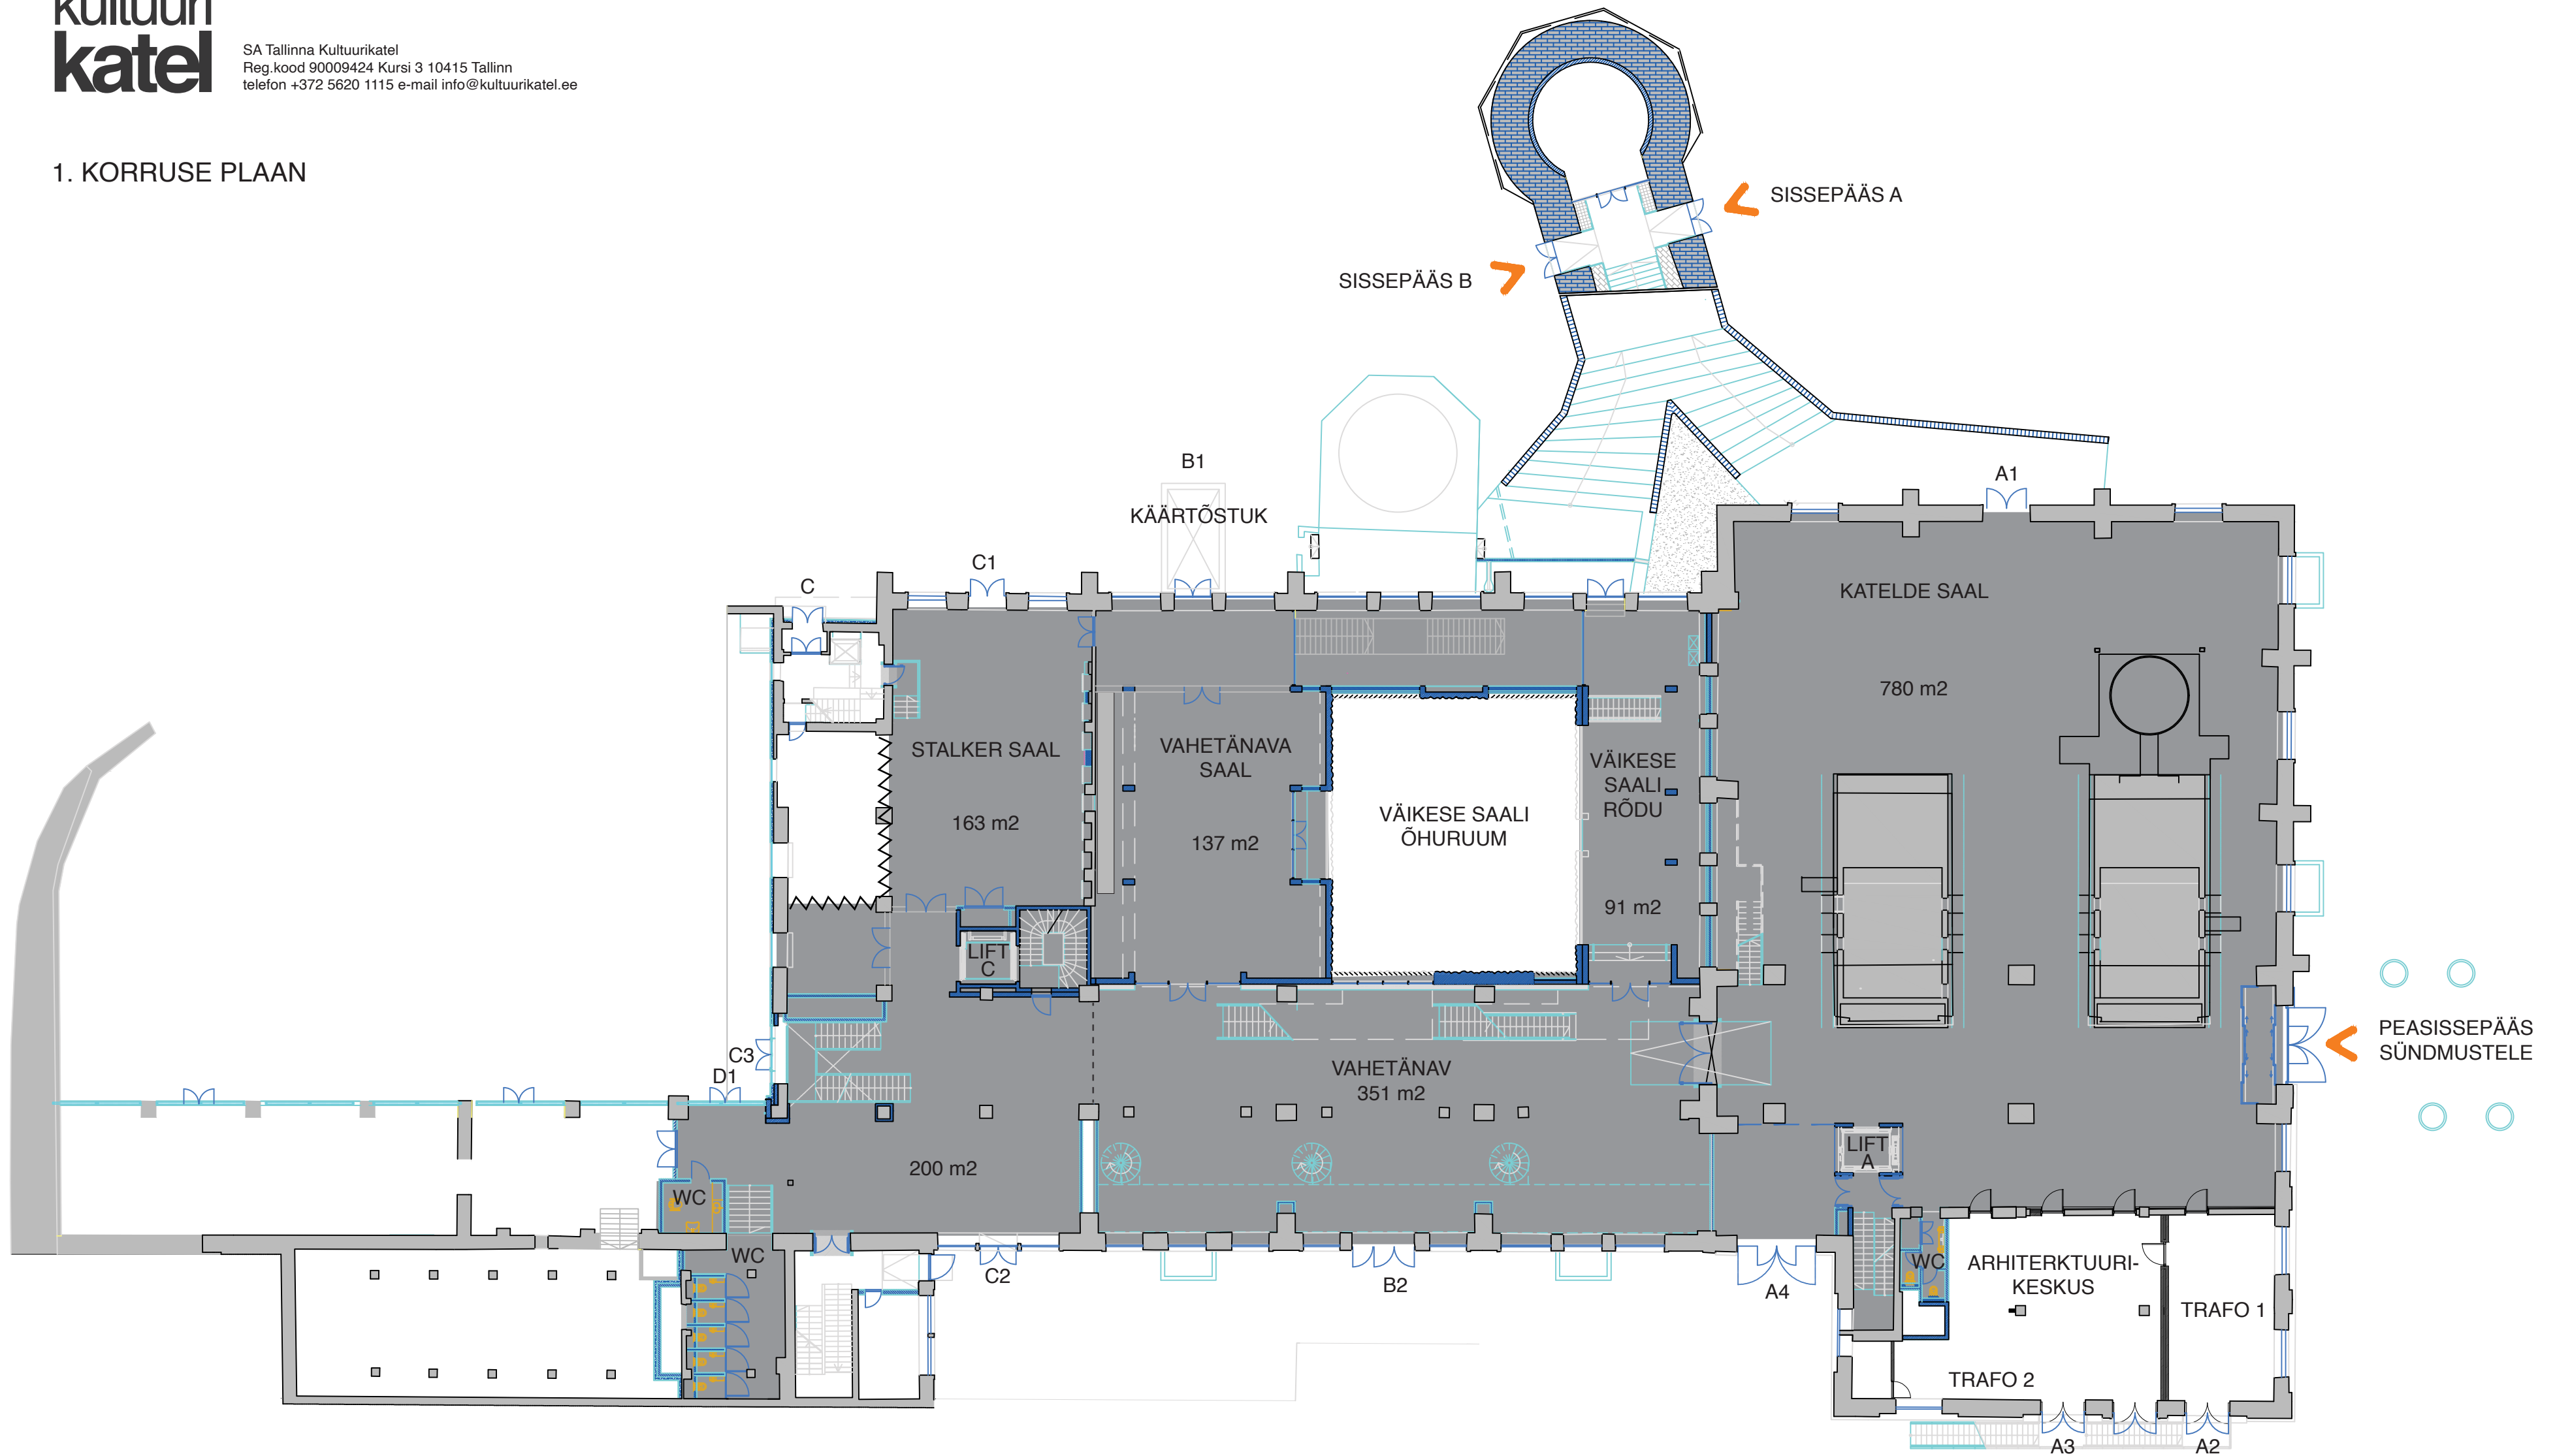 kultuuri
katel
SA Tallinna Kultuurikatel
Reg.kood 90009424 Kursi 3 10415 Tallinn
telefon +372 5620 1115 e-mail info@kultuurikatel.ee
1. KORRUSE PLAAN
SISSEPÄÄS A
SISSEPÄÄS B
B1
KÄÄRTÕSTUK
A1
C1
C
KATELDE SAAL
780 m2
STALKER SAAL
163 m2
VAHETÄNAVA
SAAL
137 m2
VÄIKESE SAALI
ÕHURUUM
VÄIKESE
SAALI
RÕDU
91 m2
LIFT
C
PEASISSEPÄÄS
SÜNDMUSTELE
C3
D1
VAHETÄNAV
351 m2
200 m2
LIFT
A
WC
WC
C2
B2
A4
WC
ARHITERKTUURI-
KESKUS
TRAFO 1
TRAFO 2
A3
A2